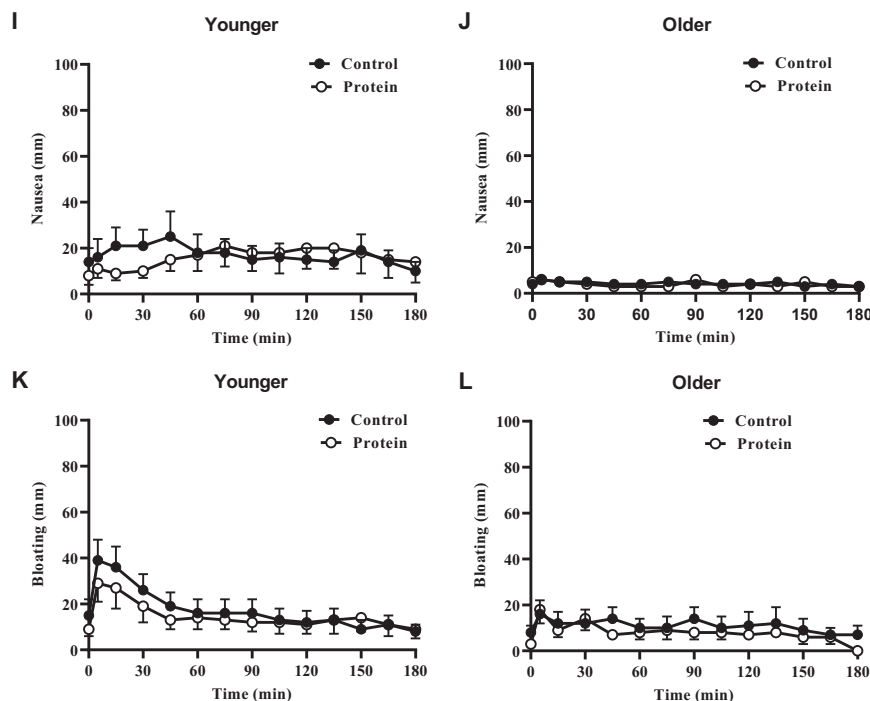 I
Younger
Control
Protein
100
80
60
40
20
0
Nausea (mm)
0 30 60 90 120 150 180
Time (min)
J
Older
Control
Protein
100
80
60
40
20
0
Nausea (mm)
0 30 60 90 120 150 180
Time (min)
K
Younger
Control
Protein
100
80
60
40
20
0
Bloating (mm)
0 30 60 90 120 150 180
Time (min)
L
Older
Control
Protein
100
80
60
40
20
0
Bloating (mm)
0 30 60 90 120 150 180
Time (min)